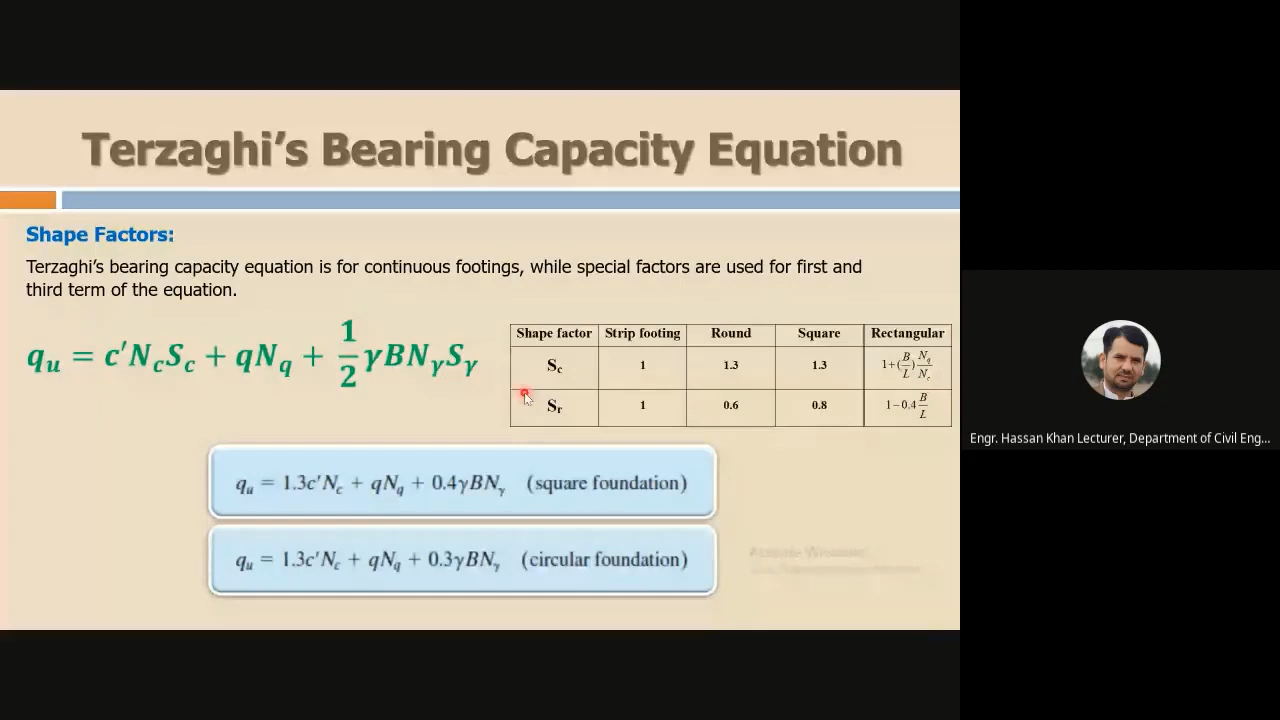 Terzaghi’s Bearing Capacity Equation
Shape Factors:
Terzaghi’s bearing capacity equation is for continuous footings, while special factors are used for first and
third term of the equation.
q_u = c′N_cS_c + qN_q + 1/2 γBN_γS_γ
Shape factor Strip footing Round Square Rectangular
S_c 1 1.3 1.3 1+(B/L)N_q/N_c
S_r 1 0.6 0.8 1−0.4 B/L
q_u = 1.3c′N_c + qN_q + 0.4γBN_γ (square foundation)
q_u = 1.3c′N_c + qN_q + 0.3γBN_γ (circular foundation)
Activate Windows
Engr. Hassan Khan Lecturer, Department of Civil Eng...